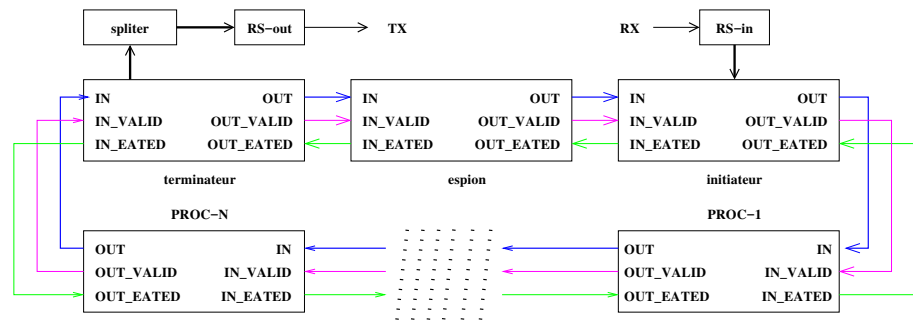 spliter RS−out TX RX RS−in
IN OUT IN OUT IN OUT
IN_VALID OUT_VALID IN_VALID OUT_VALID IN_VALID OUT_VALID
IN_EATED OUT_EATED IN_EATED OUT_EATED IN_EATED OUT_EATED
terminateur espion initiateur
PROC−N PROC−1
OUT IN OUT IN
OUT_VALID IN_VALID OUT_VALID IN_VALID
OUT_EATED IN_EATED OUT_EATED IN_EATED